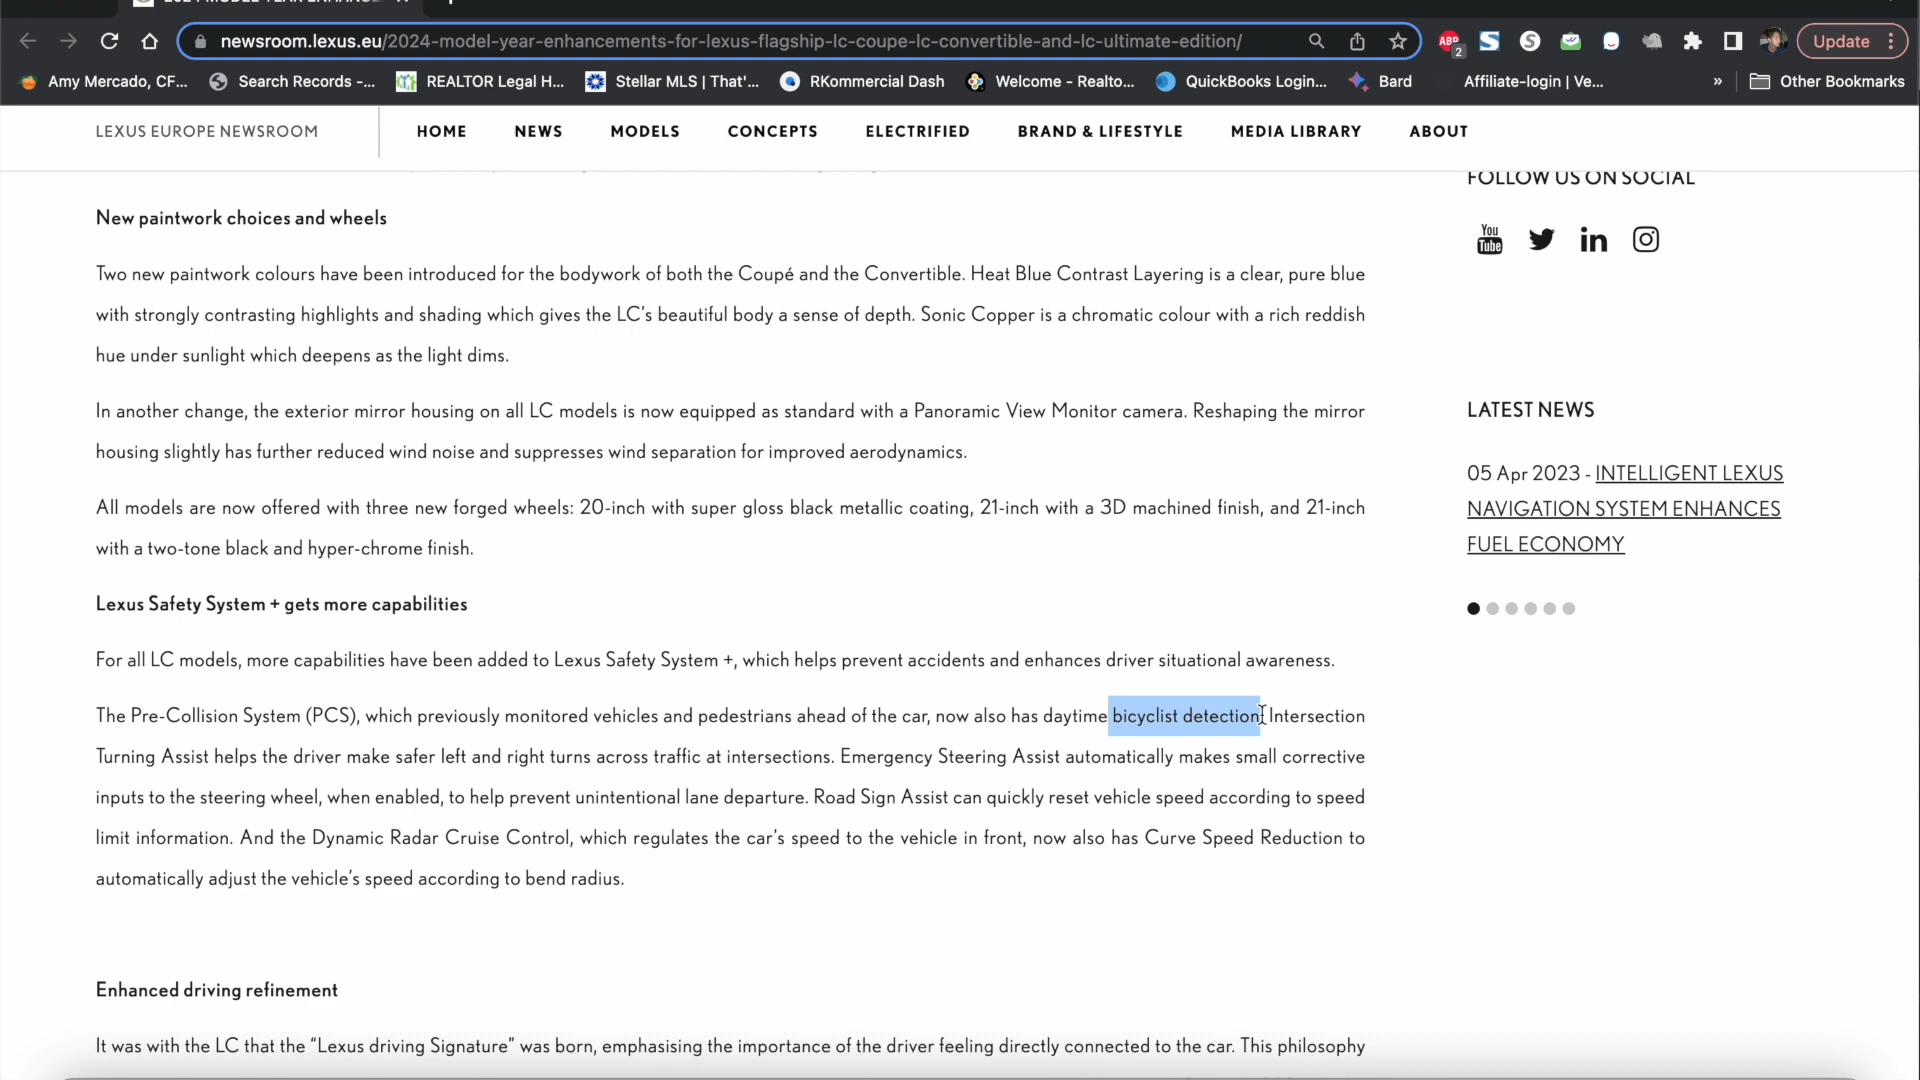 newsroom.lexus.eu/2024-model-year-enhancements-for-lexus-flagship-lc-coupe-lc-convertible-and-lc-ultimate-edition/
ABP
2
Update
Amy Mercado, CF...
Search Records -...
REALTOR Legal H...
Stellar MLS | That'...
RKommercial Dash
Welcome - Realto...
QuickBooks Login...
Bard
Affiliate-login | Ve...
»
Other Bookmarks
LEXUS EUROPE NEWSROOM
HOME
NEWS
MODELS
CONCEPTS
ELECTRIFIED
BRAND & LIFESTYLE
MEDIA LIBRARY
ABOUT
New paintwork choices and wheels
Two new paintwork colours have been introduced for the bodywork of both the Coupé and the Convertible. Heat Blue Contrast Layering is a clear, pure blue
with strongly contrasting highlights and shading which gives the LC's beautiful body a sense of depth. Sonic Copper is a chromatic colour with a rich reddish
hue under sunlight which deepens as the light dims.
In another change, the exterior mirror housing on all LC models is now equipped as standard with a Panoramic View Monitor camera. Reshaping the mirror
housing slightly has further reduced wind noise and suppresses wind separation for improved aerodynamics.
All models are now offered with three new forged wheels: 20-inch with super gloss black metallic coating, 21-inch with a 3D machined finish, and 21-inch
with a two-tone black and hyper-chrome finish.
Lexus Safety System + gets more capabilities
For all LC models, more capabilities have been added to Lexus Safety System +, which helps prevent accidents and enhances driver situational awareness.
The Pre-Collision System (PCS), which previously monitored vehicles and pedestrians ahead of the car, now also has daytime bicyclist detection. Intersection
Turning Assist helps the driver make safer left and right turns across traffic at intersections. Emergency Steering Assist automatically makes small corrective
inputs to the steering wheel, when enabled, to help prevent unintentional lane departure. Road Sign Assist can quickly reset vehicle speed according to speed
limit information. And the Dynamic Radar Cruise Control, which regulates the car's speed to the vehicle in front, now also has Curve Speed Reduction to
automatically adjust the vehicle's speed according to bend radius.
Enhanced driving refinement
It was with the LC that the “Lexus driving Signature” was born, emphasising the importance of the driver feeling directly connected to the car. This philosophy
FOLLOW US ON SOCIAL
You
Tube
in
LATEST NEWS
05 Apr 2023 - INTELLIGENT LEXUS
NAVIGATION SYSTEM ENHANCES
FUEL ECONOMY